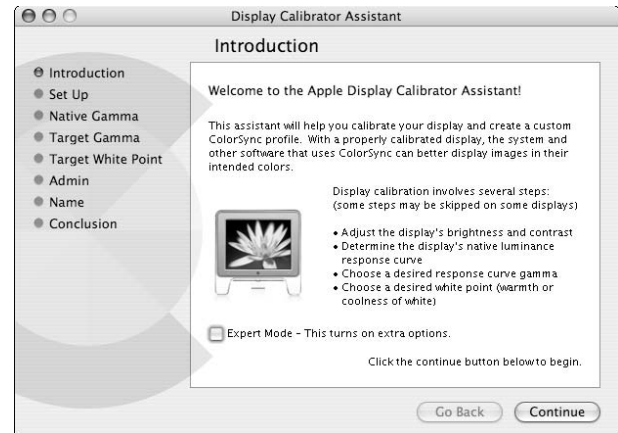 Display Calibrator Assistant
Introduction
Introduction
Set Up
Native Gamma
Target Gamma
Target White Point
Admin
Name
Conclusion
Welcome to the Apple Display Calibrator Assistant!
This assistant will help you calibrate your display and create a custom
ColorSync profile. With a properly calibrated display, the system and
other software that uses ColorSync can better display images in their
intended colors.
Display calibration involves several steps:
(some steps may be skipped on some displays)
• Adjust the display's brightness and contrast
• Determine the display's native luminance
response curve
• Choose a desired response curve gamma
• Choose a desired white point (warmth or
coolness of white)
Expert Mode – This turns on extra options.
Click the continue button below to begin.
Go Back
Continue